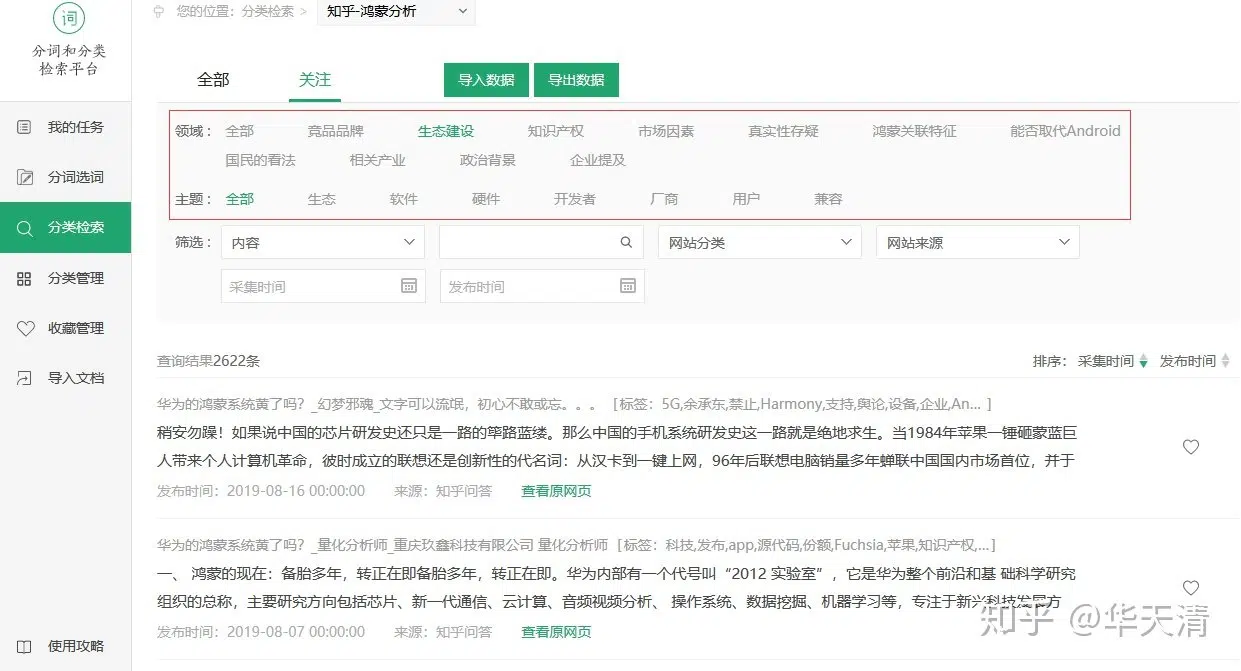 词
分词和分类
检索平台
我的任务
分词选词
分类检索
分类管理
收藏管理
导入文档
使用攻略
您的位置：分类检索 > 知乎-鸿蒙分析
全部 关注 导入数据 导出数据
领域： 全部 竞品品牌 生态建设 知识产权 市场因素 真实性存疑 鸿蒙关联特征 能否取代Android
国民的看法 相关产业 政治背景 企业提及
主题： 全部 生态 软件 硬件 开发者 厂商 用户 兼容
筛选： 内容 网站分类 网站来源
采集时间 发布时间
查询结果2622条 排序： 采集时间 发布时间
华为的鸿蒙系统黄了吗？_幻梦邪魂_文字可以流氓，初心不敢或忘。。。 [标签：5G,余承东,禁止,Harmony,支持,舆论,设备,企业,An... ]
稍安勿躁！如果说中国的芯片研发史还只是一路的筚路蓝缕。那么中国的手机系统研发史这一路就是绝地求生。当1984年苹果一锤砸蒙蓝巨
人带来个人计算机革命，彼时成立的联想还是创新性的代名词：从汉卡到一键上网，96年后联想电脑销量多年蝉联中国国内市场首位，并于
发布时间：2019-08-16 00:00:00 来源：知乎问答 查看原网页
华为的鸿蒙系统黄了吗？_量化分析师_重庆玖鑫科技有限公司 量化分析师 [标签：科技,发布,app,源代码,份额,Fuchsia,苹果,知识产权,...]
一、 鸿蒙的现在：备胎多年，转正在即备胎多年，转正在即。华为内部有一个代号叫“2012 实验室”，它是华为整个前沿和基 础科学研究
组织的总称，主要研究方向包括芯片、新一代通信、云计算、音频视频分析、 操作系统、数据挖掘、机器学习等，专注于新兴科技发展方
发布时间：2019-08-07 00:00:00 来源：知乎问答 查看原网页
知乎 @华天清